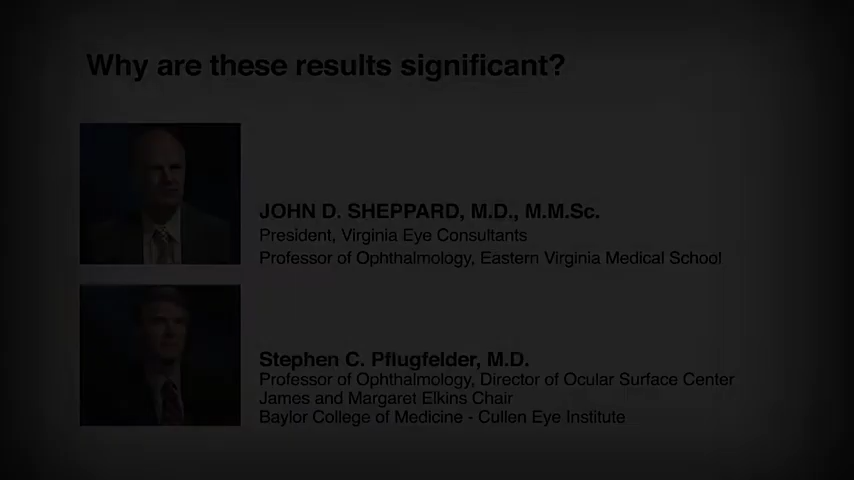 Why are these results significant?
JOHN D. SHEPPARD, M.D., M.M.Sc.
President, Virginia Eye Consultants
Professor of Ophthalmology, Eastern Virginia Medical School
Stephen C. Pflugfelder, M.D.
Professor of Ophthalmology, Director of Ocular Surface Center
James and Margaret Elkins Chair
Baylor College of Medicine - Cullen Eye Institute